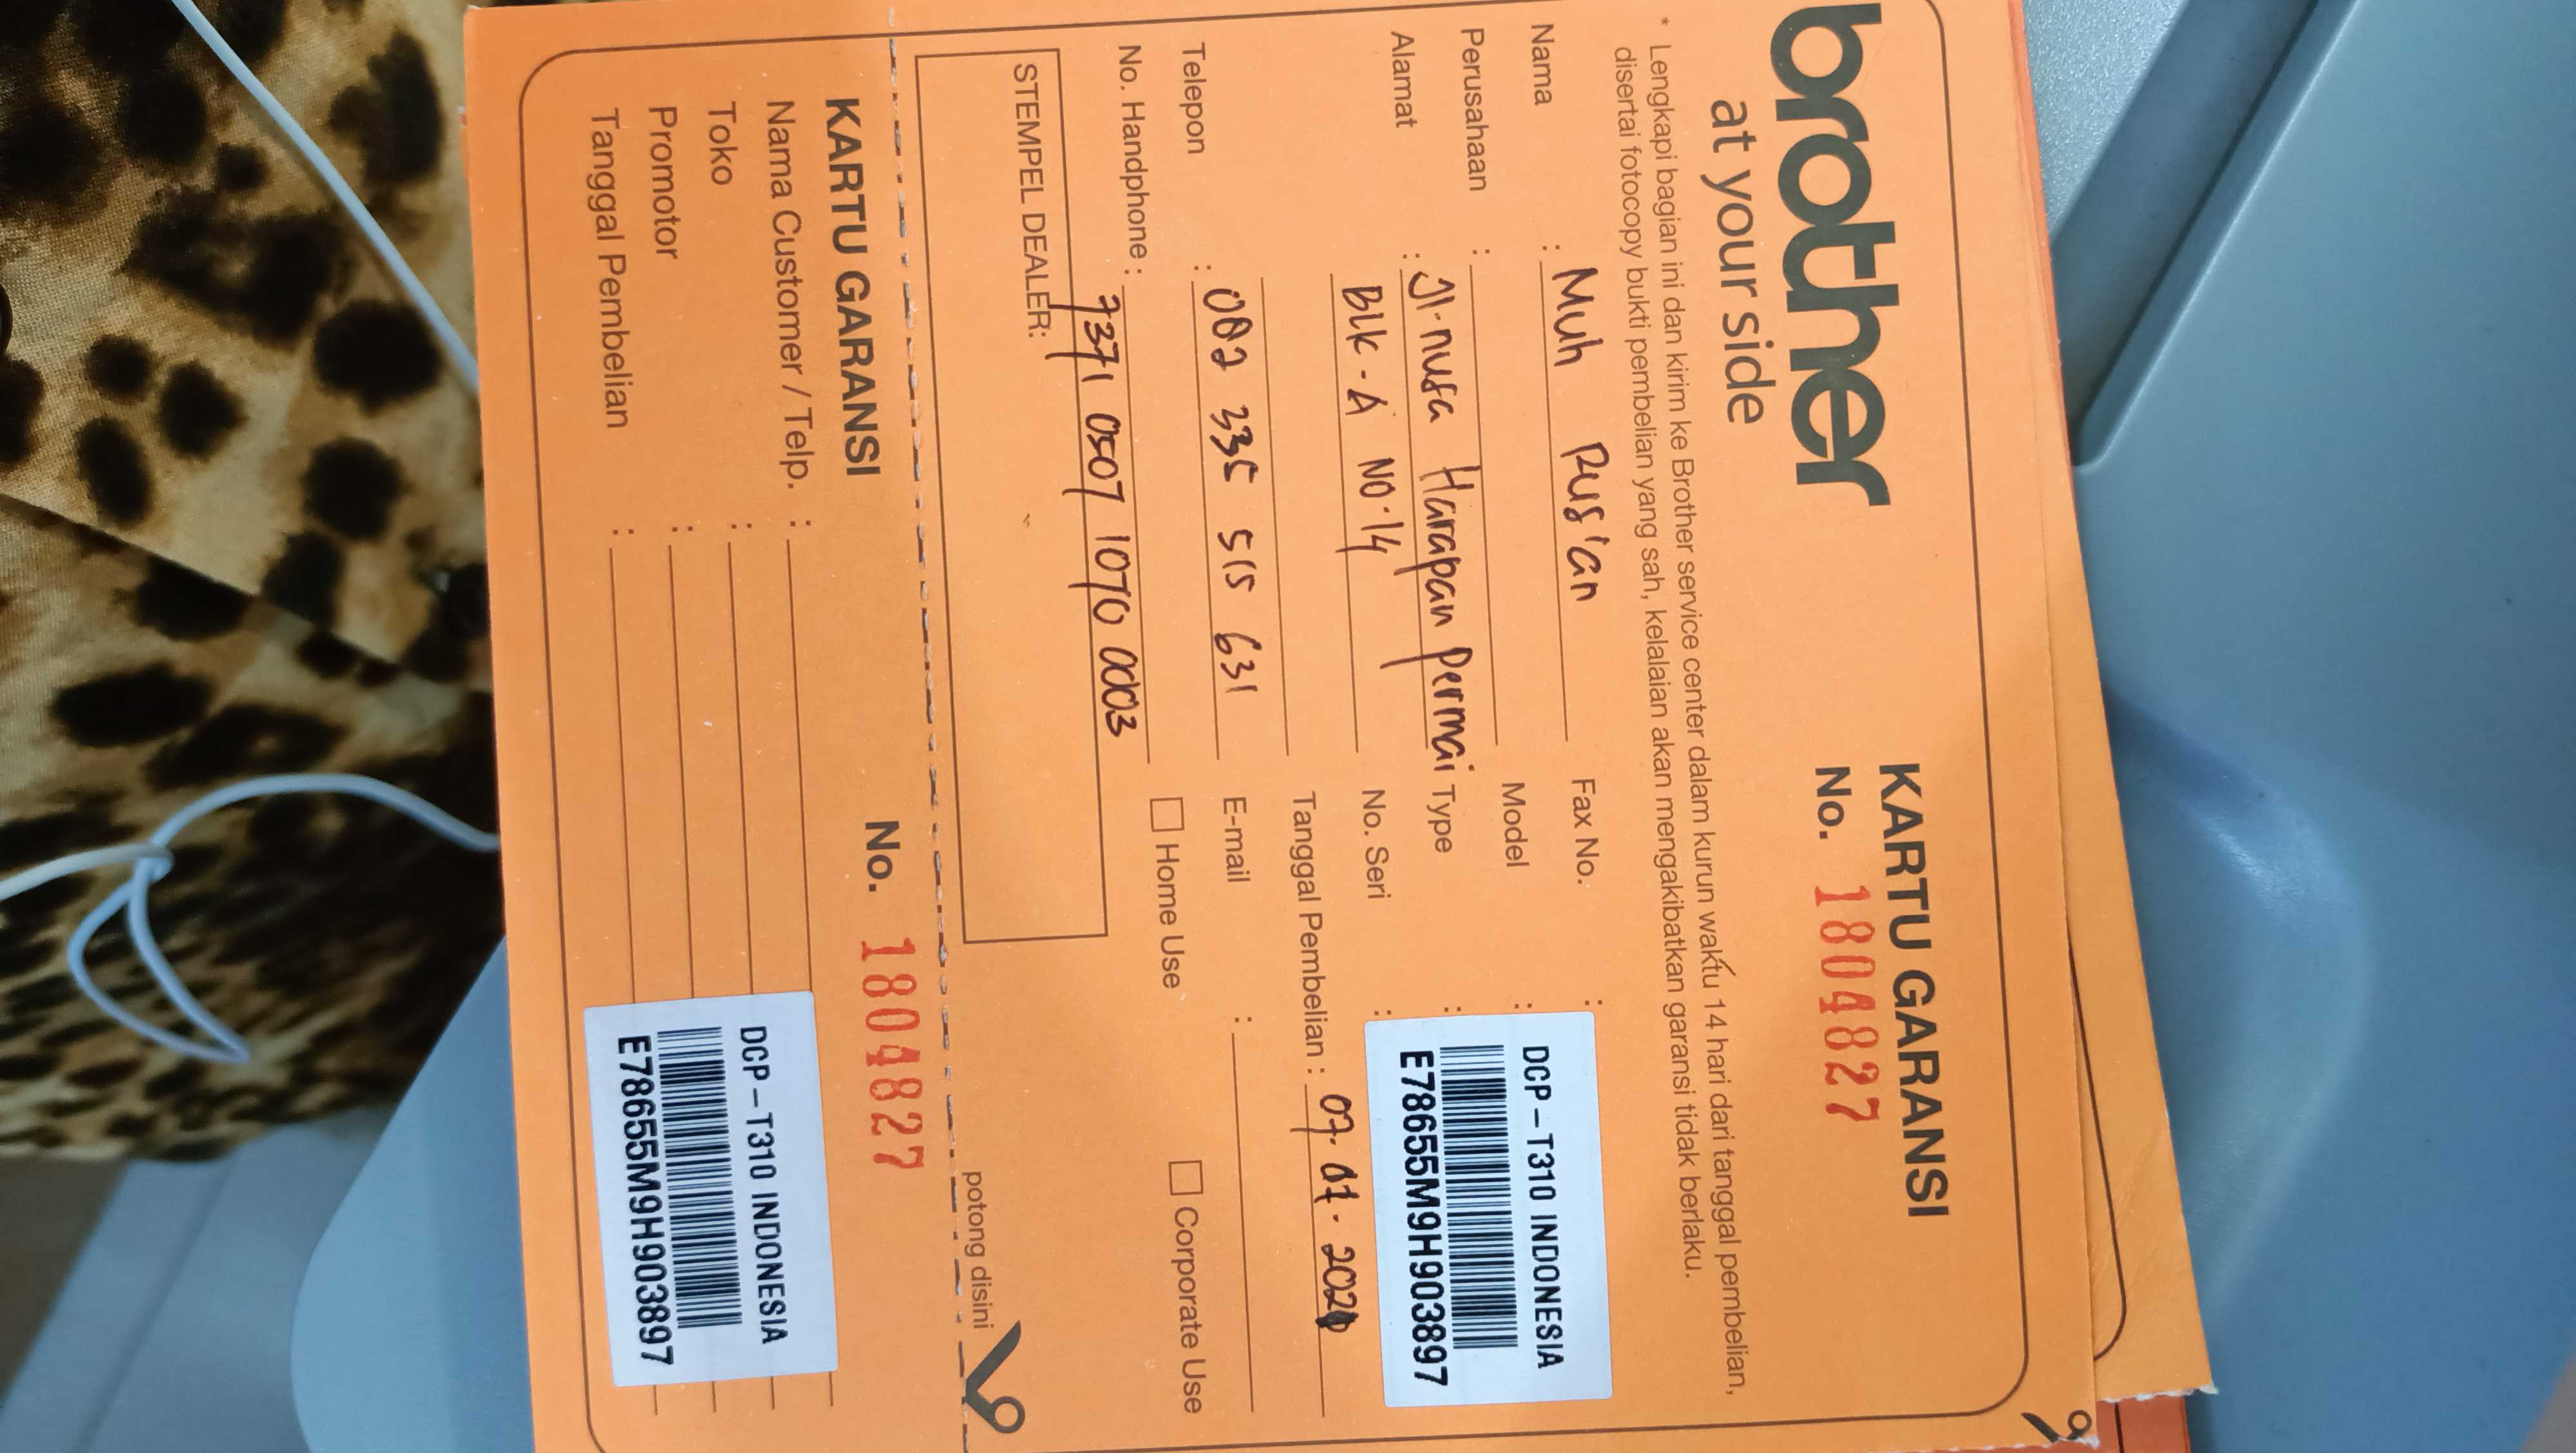 brother
at your side
KARTU GARANSI
No. 1804827
* Lengkapi bagian ini dan kirim ke Brother service center dalam kurun waktu 14 hari dari tanggal pembelian,
disertai fotocopy bukti pembelian yang sah, kelalaian akan mengakibatkan garansi tidak berlaku.
Nama : Muh Rus'an
Perusahaan :
Alamat : Jl. nusa Harapan Permai
Blk - A NO. 14
Telepon : 082 335 515 631
No. Handphone :
7371 0507 1070 0003
STEMPEL DEALER:
Fax No. :
Model : DCP-T310 INDONESIA
Type :
No. Seri : E78655M9H903897
Tanggal Pembelian : 07. 01. 2020
E-mail :
Home Use
Corporate Use
potong disini
KARTU GARANSI
No. 1804827
Nama Customer / Telp. :
Toko :
Promotor :
Tanggal Pembelian :
DCP-T310 INDONESIA
E78655M9H903897